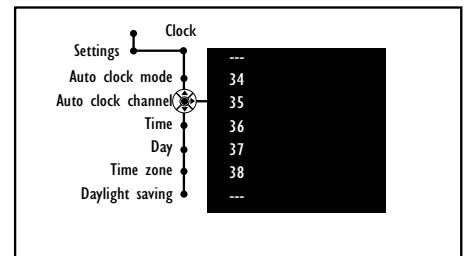 Clock
Settings
Auto clock mode
Auto clock channel
Time
Day
Time zone
Daylight saving
---
34
35
36
37
38
---